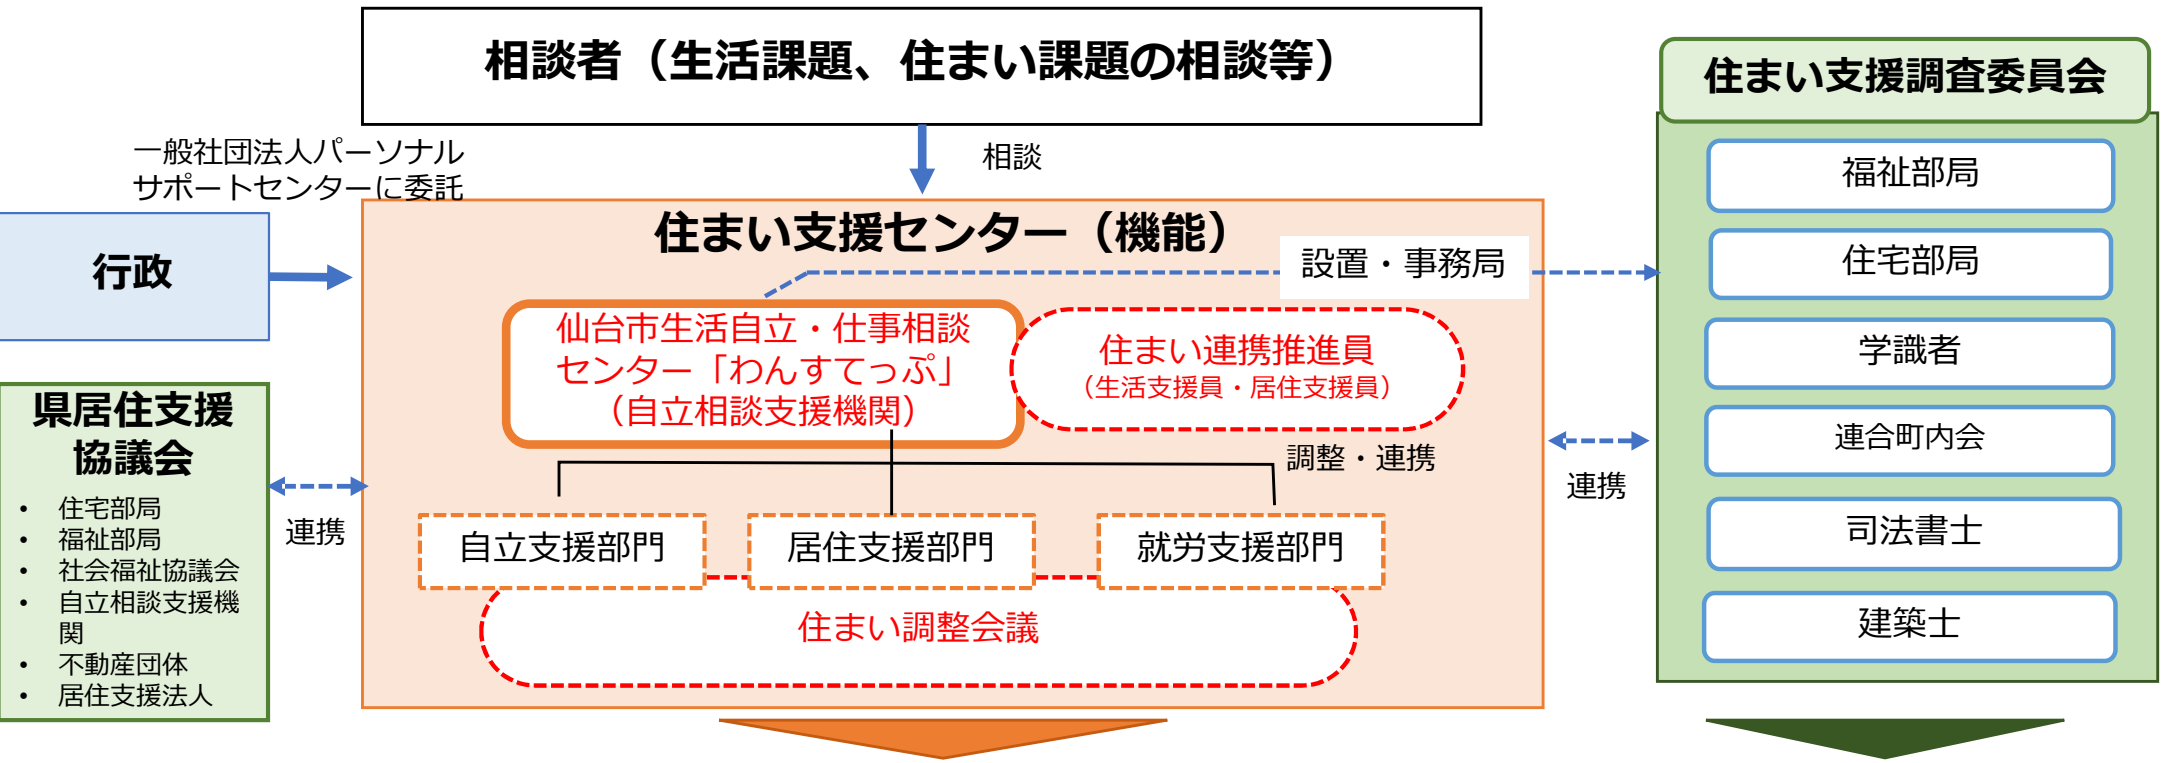 相談者（生活課題、住まい課題の相談等）
相談
一般社団法人パーソナル
サポートセンターに委託
行政
県居住支援
協議会
• 住宅部局
• 福祉部局
• 社会福祉協議会
• 自立相談支援機
関
• 不動産団体
• 居住支援法人
連携
住まい支援センター（機能）
設置・事務局
仙台市生活自立・仕事相談
センター「わんすてっぷ」
（自立相談支援機関）
住まい連携推進員
（生活支援員・居住支援員）
調整・連携
自立支援部門
居住支援部門
就労支援部門
住まい調整会議
連携
住まい支援調査委員会
福祉部局
住宅部局
学識者
連合町内会
司法書士
建築士